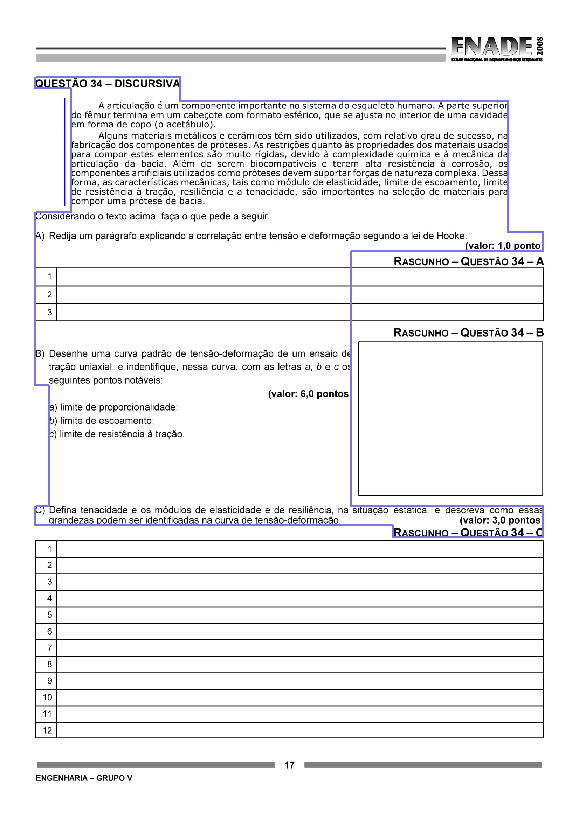 ENADE 2008
EXAME NACIONAL DE DESEMPENHO DOS ESTUDANTES
QUESTÃO 34 – DISCURSIVA
A articulação é um componente importante no sistema do esqueleto humano. A parte superior
do fêmur termina em um cabeçote com formato esférico, que se ajusta no interior de uma cavidade
em forma de copo (o acetábulo).
Alguns materiais metálicos e cerâmicos têm sido utilizados, com relativo grau de sucesso, na
fabricação dos componentes de próteses. As restrições quanto às propriedades dos materiais usados
para compor estes elementos são muito rígidas, devido à complexidade química e à mecânica da
articulação da bacia. Além de serem biocompatíveis e terem alta resistência à corrosão, os
componentes artificiais utilizados como próteses devem suportar forças de natureza complexa. Dessa
forma, as características mecânicas, tais como módulo de elasticidade, limite de escoamento, limite
de resistência à tração, resiliência e a tenacidade, são importantes na seleção de materiais para
compor uma prótese de bacia.
Considerando o texto acima, faça o que pede a seguir.
A) Redija um parágrafo explicando a correlação entre tensão e deformação segundo a lei de Hooke.
(valor: 1,0 ponto)
RASCUNHO – QUESTÃO 34 – A
1
2
3
RASCUNHO – QUESTÃO 34 – B
B) Desenhe uma curva padrão de tensão-deformação de um ensaio de
tração uniaxial, e indentifique, nessa curva, com as letras a, b e c os
seguintes pontos notáveis:
(valor: 6,0 pontos)
a) limite de proporcionalidade;
b) limite de escoamento;
c) limite de resistência à tração.
C) Defina tenacidade e os módulos de elasticidade e de resiliência, na situação estática, e descreva como essas
grandezas podem ser identificadas na curva de tensão-deformação.
(valor: 3,0 pontos)
RASCUNHO – QUESTÃO 34 – C
1
2
3
4
5
6
7
8
9
10
11
12
17
ENGENHARIA – GRUPO V